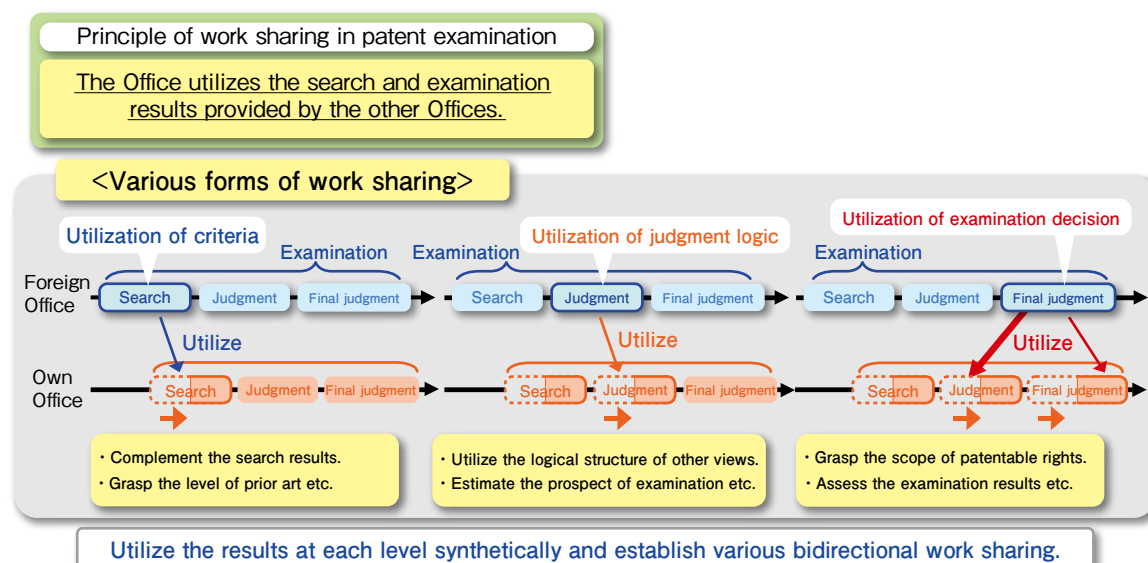 Principle of work sharing in patent examination
The Office utilizes the search and examination
results provided by the other Offices.
<Various forms of work sharing>
Utilization of criteria
Utilization of judgment logic
Utilization of examination decision
Examination
Examination
Examination
Foreign
Office
Search
Judgment
Final judgment
Search
Judgment
Final judgment
Search
Judgment
Final judgment
Utilize
Utilize
Utilize
Own
Office
Search
Judgment
Final judgment
Search
Judgment
Final judgment
Search
Judgment
Final judgment
・Complement the search results.
・Grasp the level of prior art etc.
・Utilize the logical structure of other views.
・Estimate the prospect of examination etc.
・Grasp the scope of patentable rights.
・Assess the examination results etc.
Utilize the results at each level synthetically and establish various bidirectional work sharing.